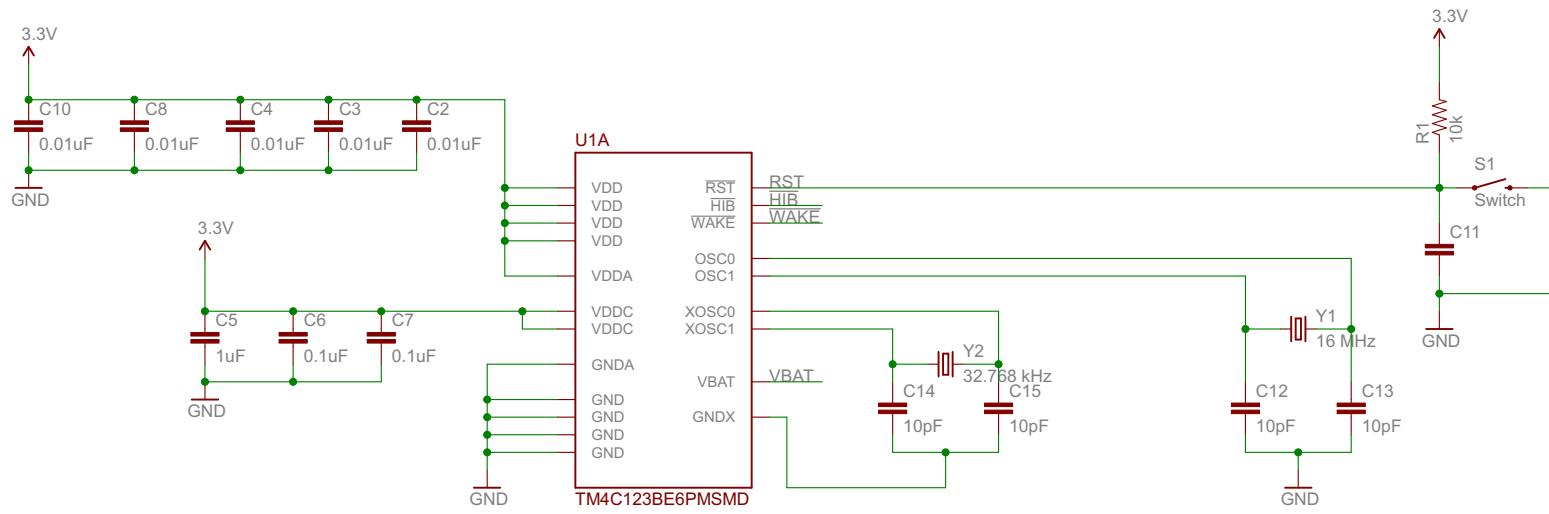 3.3V
C10
0.01uF
C8
0.01uF
C4
0.01uF
C3
0.01uF
C2
0.01uF
GND
3.3V
C5
1uF
C6
0.1uF
C7
0.1uF
GND
U1A
VDD
VDD
VDD
VDD
VDDA
VDDC
VDDC
GNDA
GND
GND
GND
GND
GND
RST
HIB
WAKE
OSC0
OSC1
XOSC0
XOSC1
VBAT
GNDX
TM4C123BE6PMSMD
RST
HIB
WAKE
VBAT
Y2
32.768 kHz
C14
10pF
C15
10pF
Y1
16 MHz
C12
10pF
C13
10pF
GND
3.3V
R1
10k
S1
Switch
C11
GND